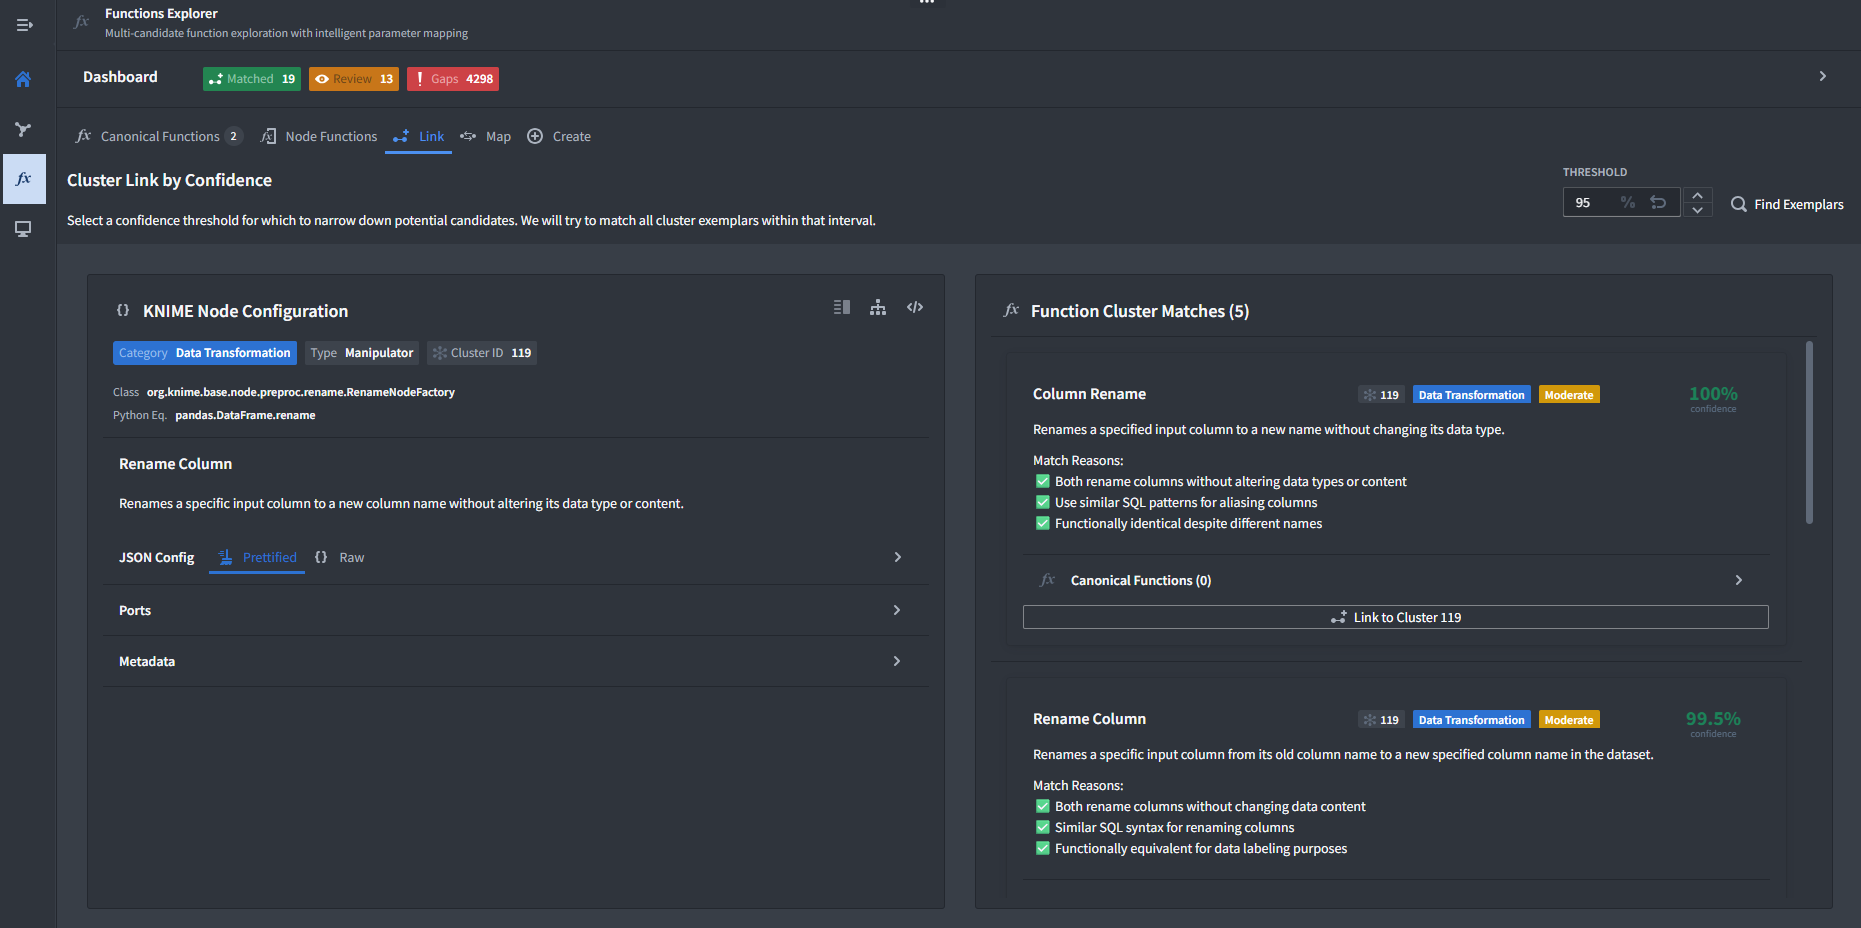 Functions Explorer
Multi-candidate function exploration with intelligent parameter mapping
Dashboard
Matched 19
Review 13
Gaps 4298
Canonical Functions 2
Node Functions
Link
Map
Create
Cluster Link by Confidence
Select a confidence threshold for which to narrow down potential candidates. We will try to match all cluster exemplars within that interval.
THRESHOLD
95 %
Find Exemplars
KNIME Node Configuration
Category Data Transformation
Type Manipulator
Cluster ID 119
Class org.knime.base.node.preproc.rename.RenameNodeFactory
Python Eq. pandas.DataFrame.rename
Rename Column
Renames a specific input column to a new column name without altering its data type or content.
JSON Config
Prettified
{} Raw
Ports
Metadata
Function Cluster Matches (5)
Column Rename
119
Data Transformation
Moderate
100%
confidence
Renames a specified input column to a new name without changing its data type.
Match Reasons:
Both rename columns without altering data types or content
Use similar SQL patterns for aliasing columns
Functionally identical despite different names
Canonical Functions (0)
Link to Cluster 119
Rename Column
119
Data Transformation
Moderate
99.5%
confidence
Renames a specific input column from its old column name to a new specified column name in the dataset.
Match Reasons:
Both rename columns without changing data content
Similar SQL syntax for renaming columns
Functionally equivalent for data labeling purposes